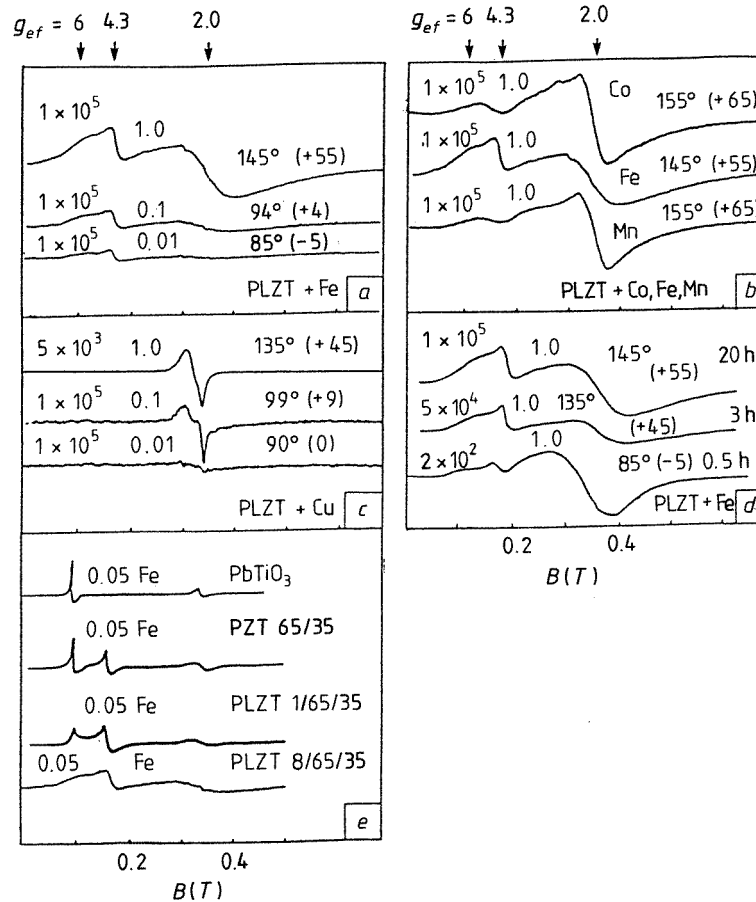 g_ef = 6 4.3 2.0
1 × 10^5 1.0 145° (+55)
1 × 10^5 0.1 94° (+4)
1 × 10^5 0.01 85° (−5)
PLZT + Fe a
g_ef = 6 4.3 2.0
1 × 10^5 1.0 Co 155° (+65)
1 × 10^5 1.0 Fe 145° (+55)
1 × 10^5 1.0 Mn 155° (+65)
PLZT + Co, Fe, Mn b
5 × 10^3 1.0 135° (+45)
1 × 10^5 0.1 99° (+9)
1 × 10^5 0.01 90° (0)
PLZT + Cu c
1 × 10^5 1.0 145° (+55) 20 h
5 × 10^4 1.0 135° (+45) 3 h
2 × 10^2 1.0 85° (−5) 0.5 h
PLZT + Fe d
0.2 0.4
B(T)
0.05 Fe PbTiO₃
0.05 Fe PZT 65/35
0.05 Fe PLZT 1/65/35
0.05 Fe PLZT 8/65/35
e
0.2 0.4
B(T)